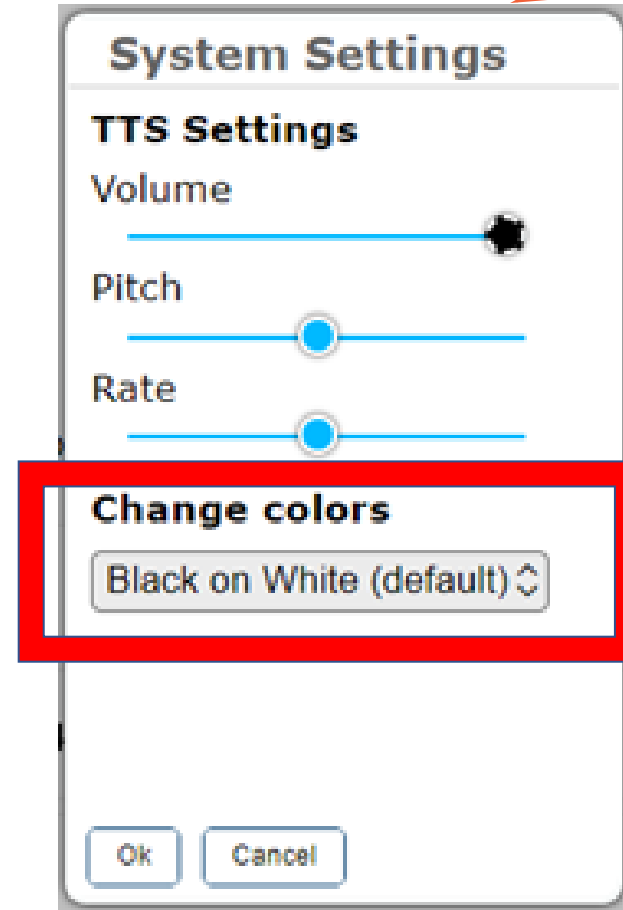 System Settings
TTS Settings
Volume
Pitch
Rate
Change colors
Black on White (default)
Ok
Cancel